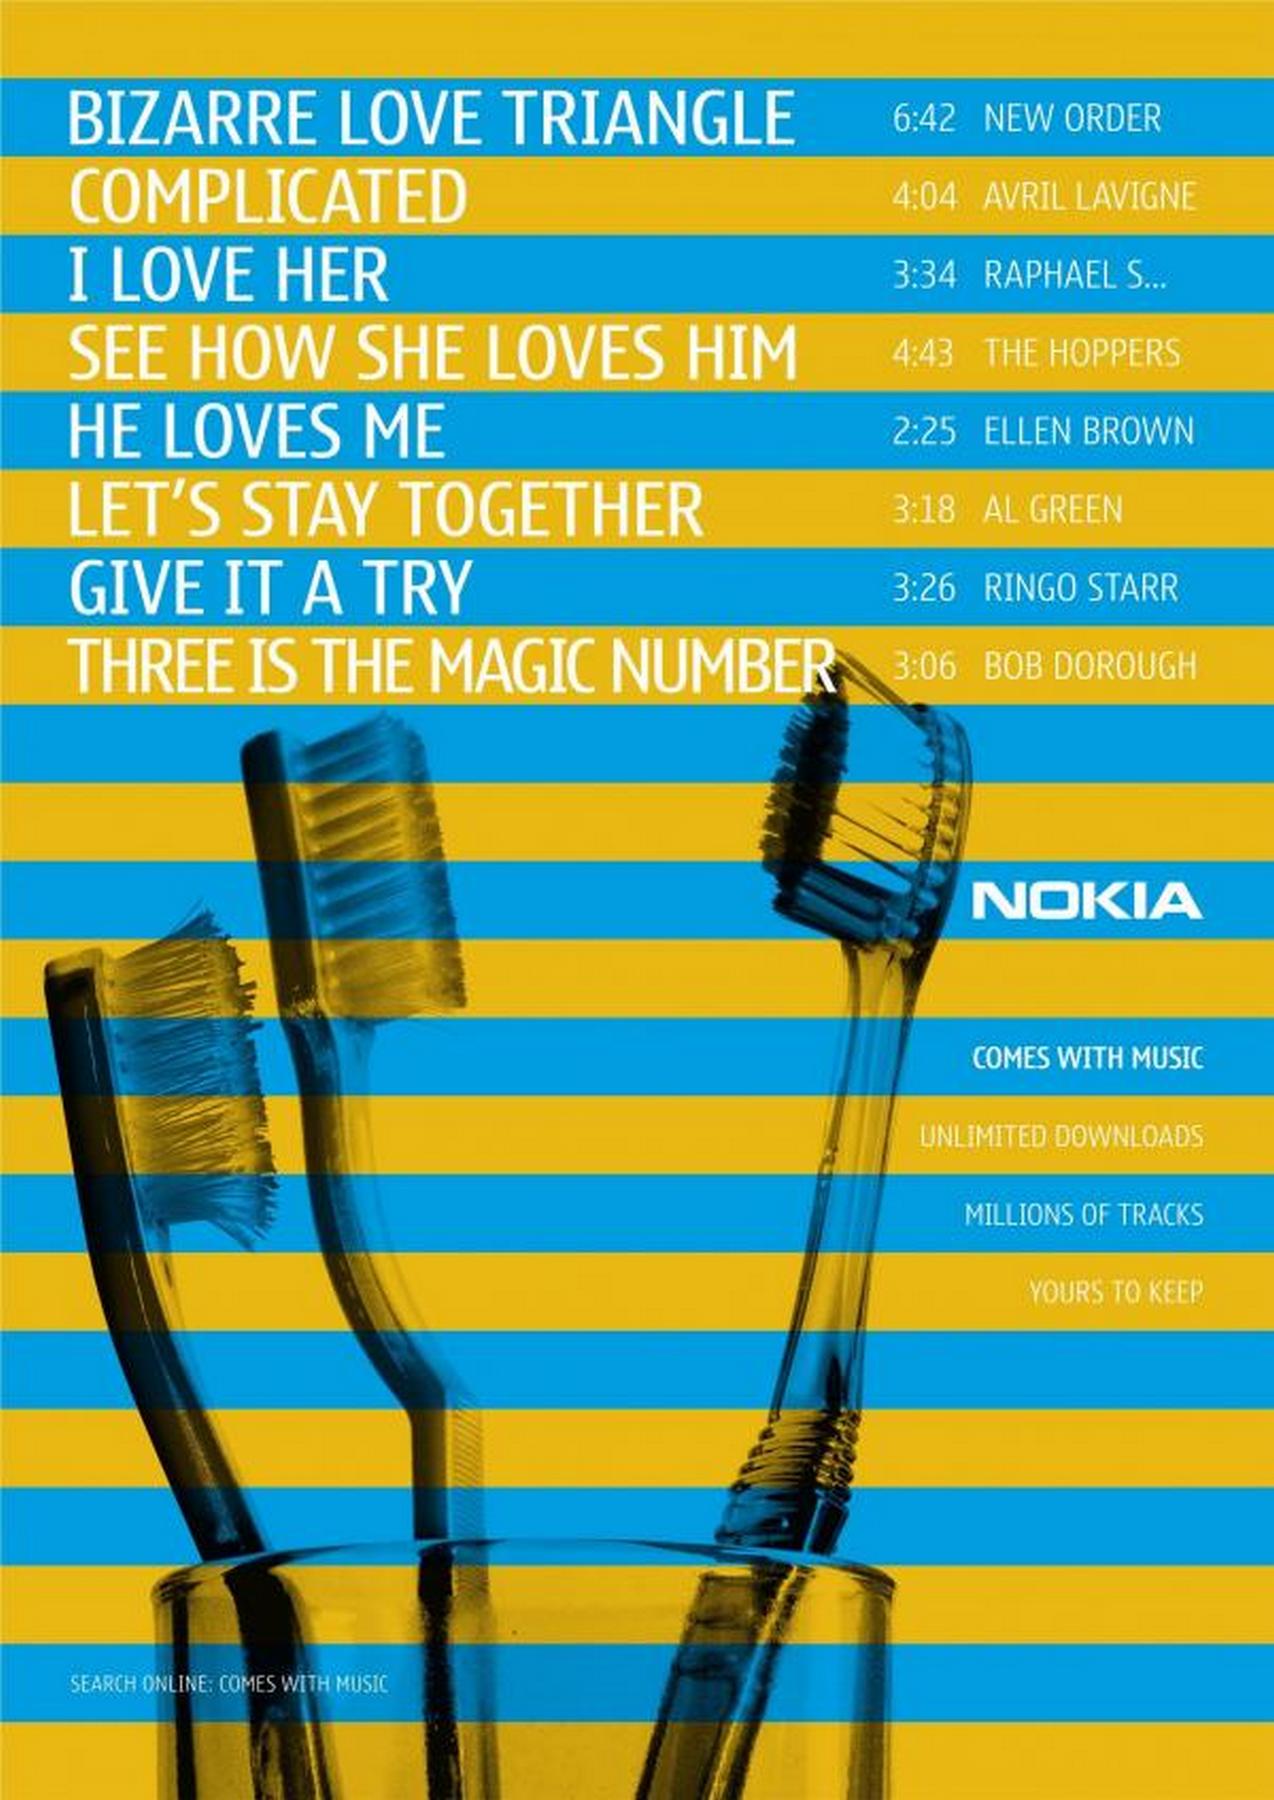 BIZARRE LOVE TRIANGLE 6:42 NEW ORDER
COMPLICATED 4:04 AVRIL LAVIGNE
I LOVE HER 3:34 RAPHAEL S...
SEE HOW SHE LOVES HIM 4:43 THE HOPPERS
HE LOVES ME 2:25 ELLEN BROWN
LET'S STAY TOGETHER 3:18 AL GREEN
GIVE IT A TRY 3:26 RINGO STARR
THREE IS THE MAGIC NUMBER 3:06 BOB DOROUGH
NOKIA
COMES WITH MUSIC
UNLIMITED DOWNLOADS
MILLIONS OF TRACKS
YOURS TO KEEP
SEARCH ONLINE: COMES WITH MUSIC